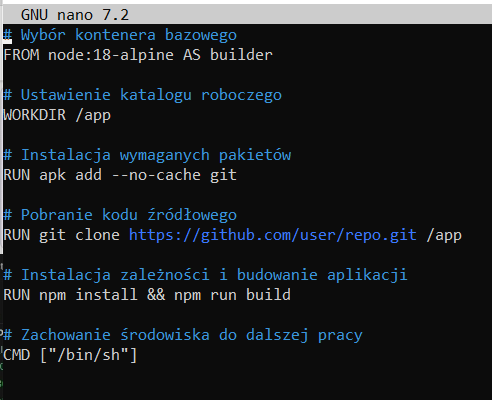 GNU nano 7.2
# Wybór kontenera bazowego
FROM node:18-alpine AS builder
# Ustawienie katalogu roboczego
WORKDIR /app
# Instalacja wymaganych pakietów
RUN apk add --no-cache git
# Pobranie kodu źródłowego
RUN git clone https://github.com/user/repo.git /app
# Instalacja zależności i budowanie aplikacji
RUN npm install && npm run build
# Zachowanie środowiska do dalszej pracy
CMD ["/bin/sh"]